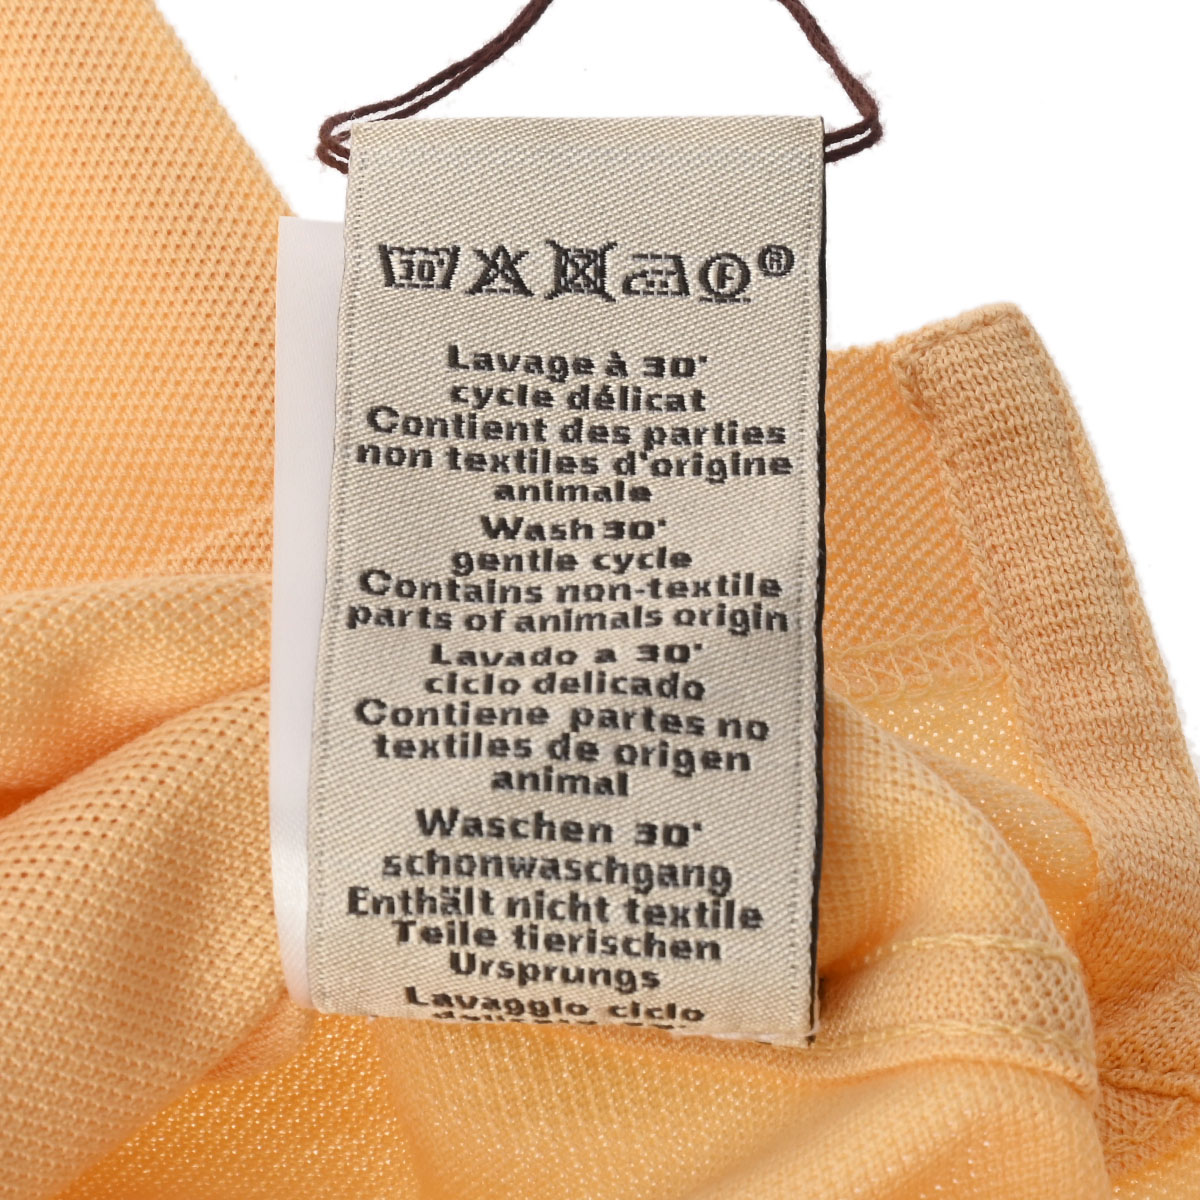 30° F ®
Lavage à 30°
cycle délicat
Contient des parties
non textiles d'origine
animale
Wash 30°
gentle cycle
Contains non-textile
parts of animals origin
Lavado a 30°
ciclo delicado
Contiene partes no
textiles de origen
animal
Waschen 30°
schonwaschgang
Enthält nicht textile
Teile tierischen
Ursprungs
Lavaggio ciclo